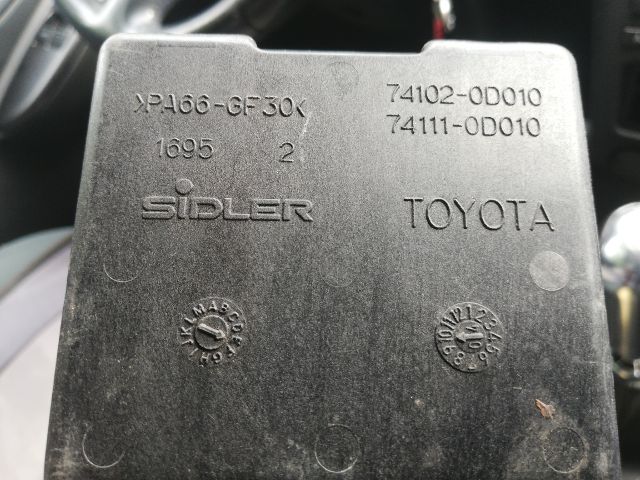 >PA66-GF30<
74102-0D010
74111-0D010
1695 2
SIDLER
TOYOTA